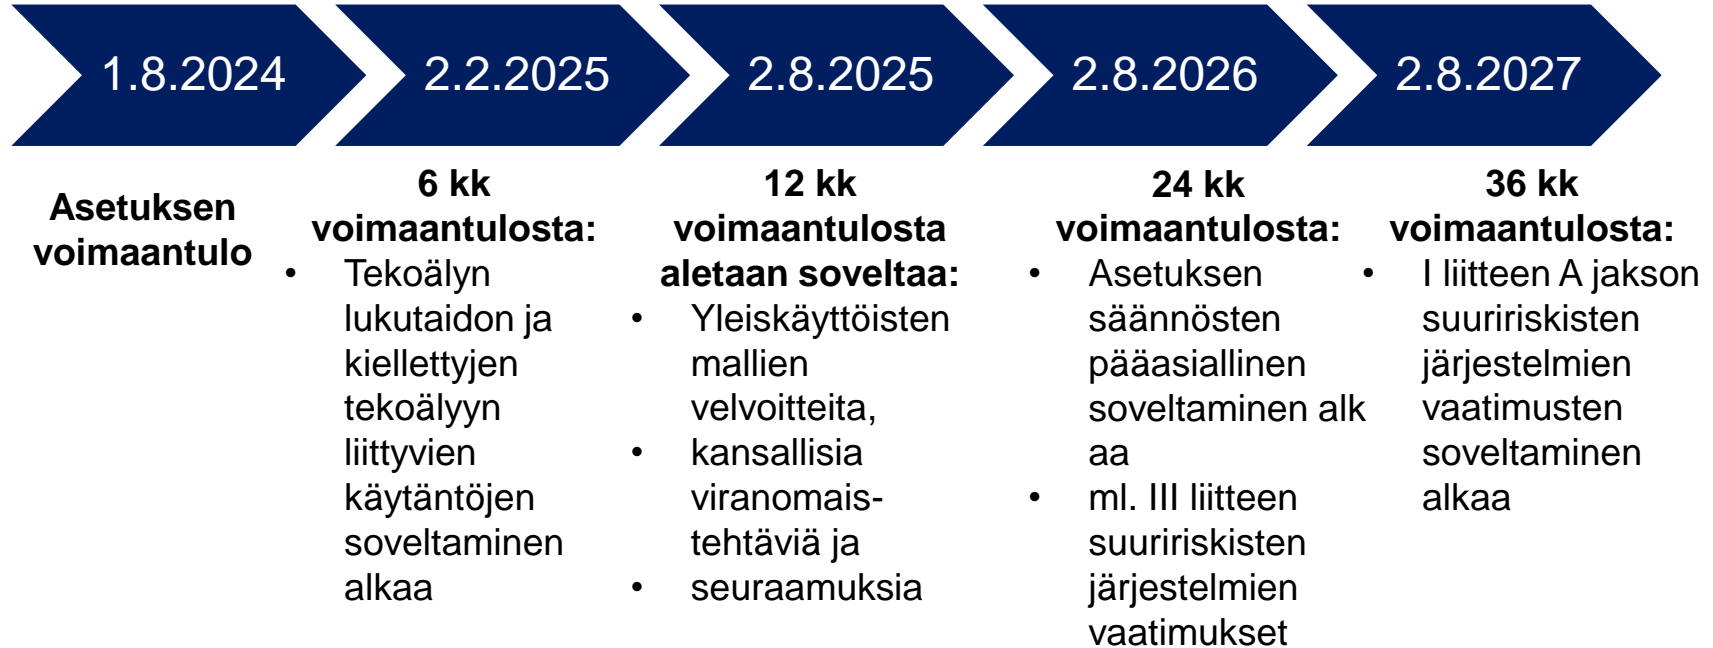 1.8.2024
2.2.2025
2.8.2025
2.8.2026
2.8.2027
Asetuksen
voimaantulo
6 kk
voimaantulosta:
• Tekoälyn
lukutaidon ja
kiellettyjen
tekoälyyn
liittyvien
käytäntöjen
soveltaminen
alkaa
12 kk
voimaantulosta
aletaan soveltaa:
• Yleiskäyttöisten
mallien
velvoitteita,
• kansallisia
viranomais-
tehtäviä ja
• seuraamuksia
24 kk
voimaantulosta:
• Asetuksen
säännösten
pääasiallinen
soveltaminen alk
aa
• ml. III liitteen
suuririskisten
järjestelmien
vaatimukset
36 kk
voimaantulosta:
• I liitteen A jakson
suuririskisten
järjestelmien
vaatimusten
soveltaminen
alkaa